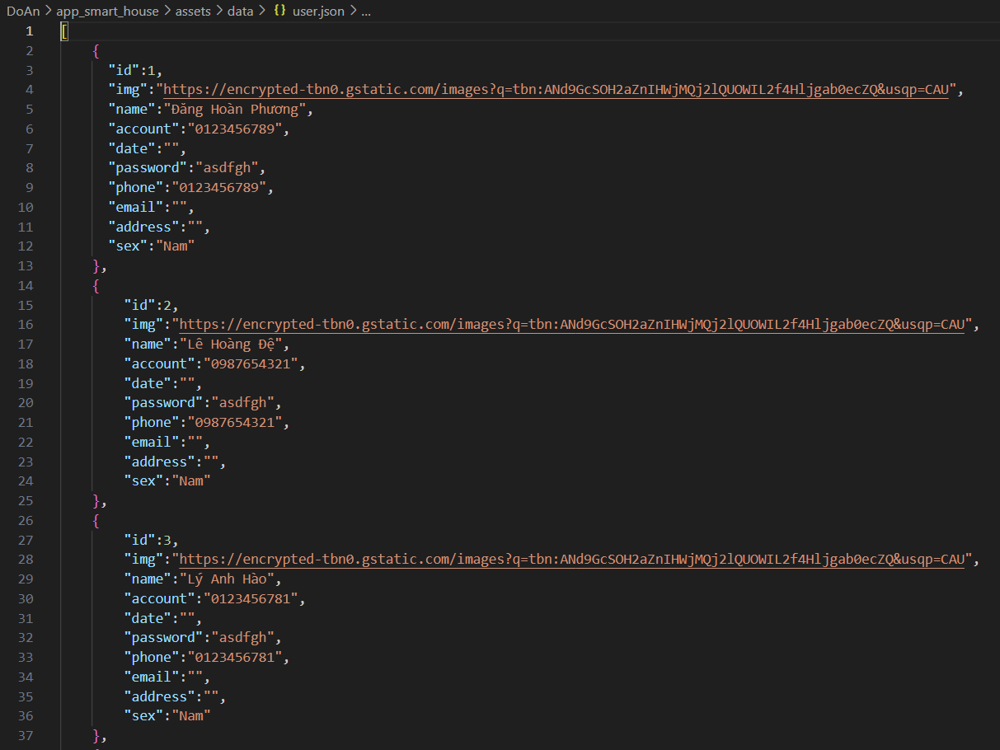 DoAn > app_smart_house > assets > data > {} user.json > ...
1 [
2 {
3 "id":1,
4 "img":"https://encrypted-tbn0.gstatic.com/images?q=tbn:ANd9GcSOH2aZnIHWjMQj2lQUOWIL2f4Hljgab0ecZQ&usqp=CAU",
5 "name":"Đăng Hoàn Phương",
6 "account":"0123456789",
7 "date":"",
8 "password":"asdfgh",
9 "phone":"0123456789",
10 "email":"",
11 "address":"",
12 "sex":"Nam"
13 },
14 {
15 "id":2,
16 "img":"https://encrypted-tbn0.gstatic.com/images?q=tbn:ANd9GcSOH2aZnIHWjMQj2lQUOWIL2f4Hljgab0ecZQ&usqp=CAU",
17 "name":"Lê Hoàng Đệ",
18 "account":"0987654321",
19 "date":"",
20 "password":"asdfgh",
21 "phone":"0987654321",
22 "email":"",
23 "address":"",
24 "sex":"Nam"
25 },
26 {
27 "id":3,
28 "img":"https://encrypted-tbn0.gstatic.com/images?q=tbn:ANd9GcSOH2aZnIHWjMQj2lQUOWIL2f4Hljgab0ecZQ&usqp=CAU",
29 "name":"Lý Anh Hào",
30 "account":"0123456781",
31 "date":"",
32 "password":"asdfgh",
33 "phone":"0123456781",
34 "email":"",
35 "address":"",
36 "sex":"Nam"
37 },